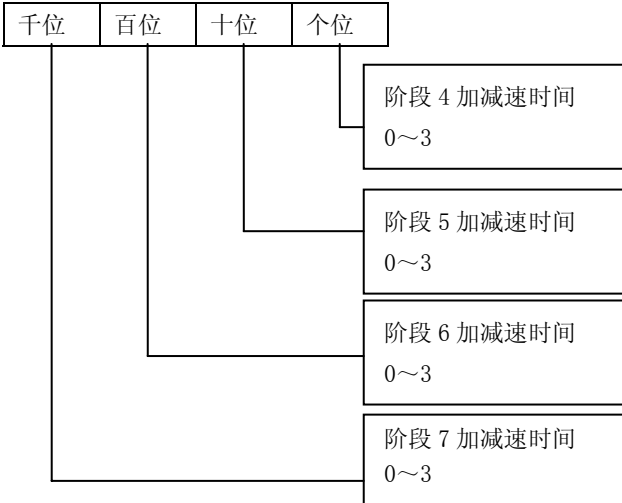 千位 百位 十位 个位
阶段 4 加减速时间
0～3
阶段 5 加减速时间
0～3
阶段 6 加减速时间
0～3
阶段 7 加减速时间
0～3